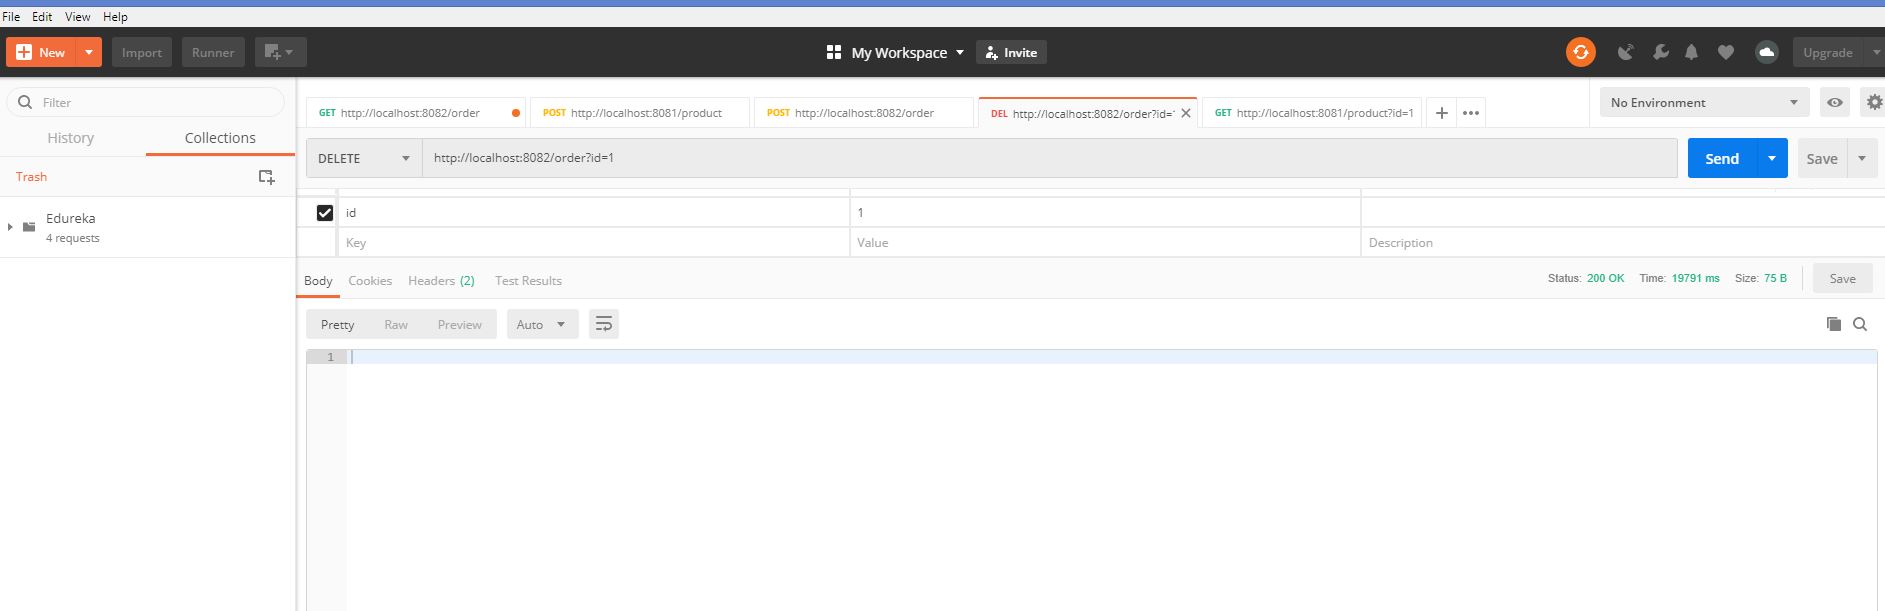 File Edit View Help
New Import Runner My Workspace Invite Upgrade
Filter
History Collections
Trash
Edureka
4 requests
GET http://localhost:8082/order POST http://localhost:8081/product POST http://localhost:8082/order DEL http://localhost:8082/order?id= GET http://localhost:8081/product?id=1 No Environment
DELETE http://localhost:8082/order?id=1 Send Save
id 1
Key Value Description
Body Cookies Headers (2) Test Results Status: 200 OK Time: 19791 ms Size: 75 B Save
Pretty Raw Preview Auto
1